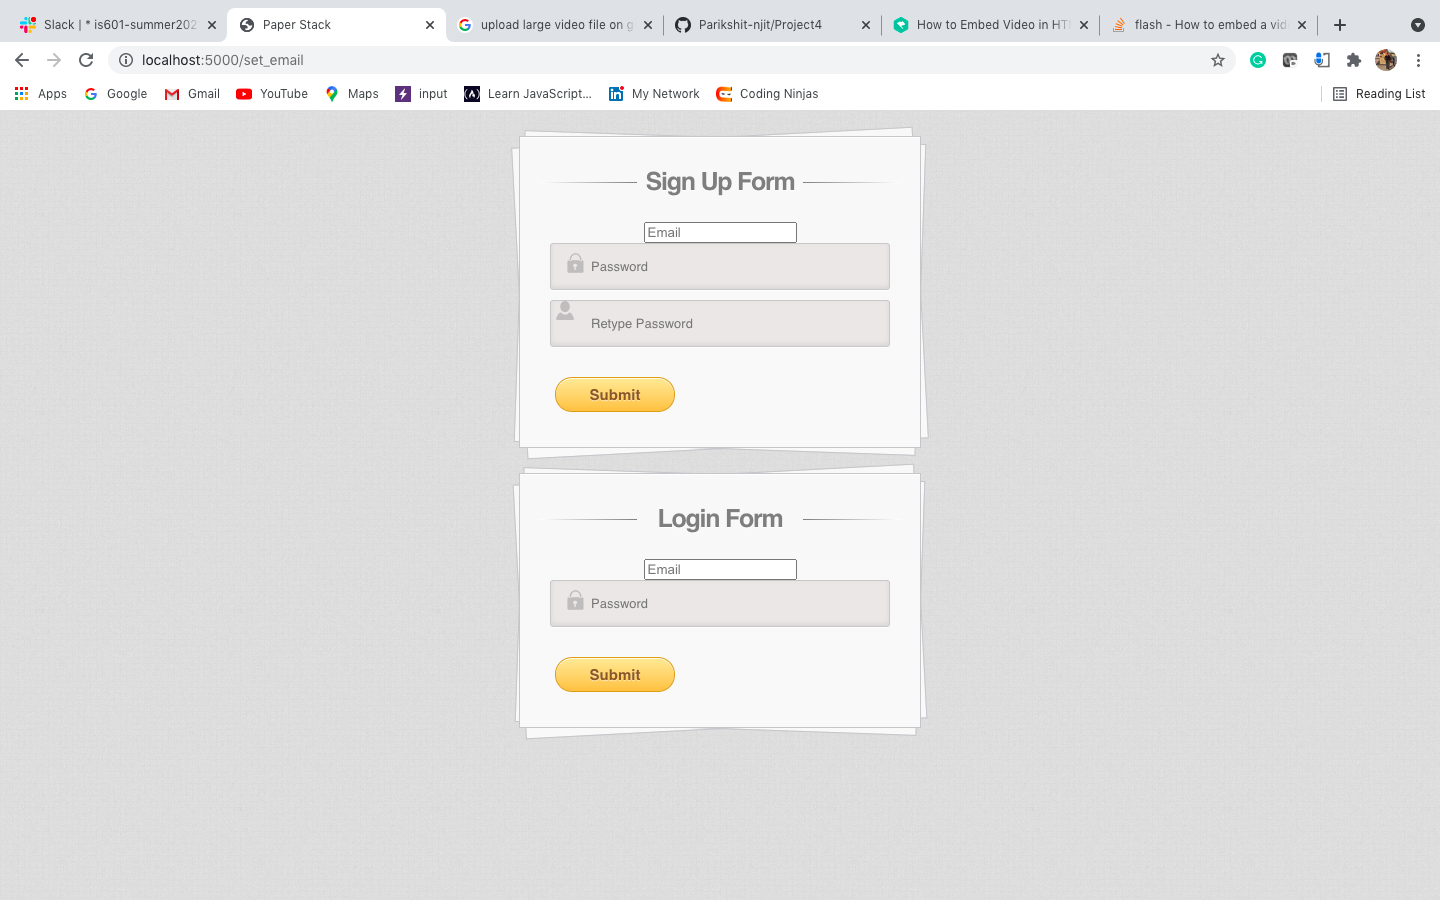 Slack | * is601-summer202
Paper Stack
upload large video file on g
Parikshit-njit/Project4
How to Embed Video in HT
flash - How to embed a vid
localhost:5000/set_email
Apps
Google
Gmail
YouTube
Maps
input
Learn JavaScript...
My Network
Coding Ninjas
Reading List
Sign Up Form
Email
Password
Retype Password
Submit
Login Form
Email
Password
Submit